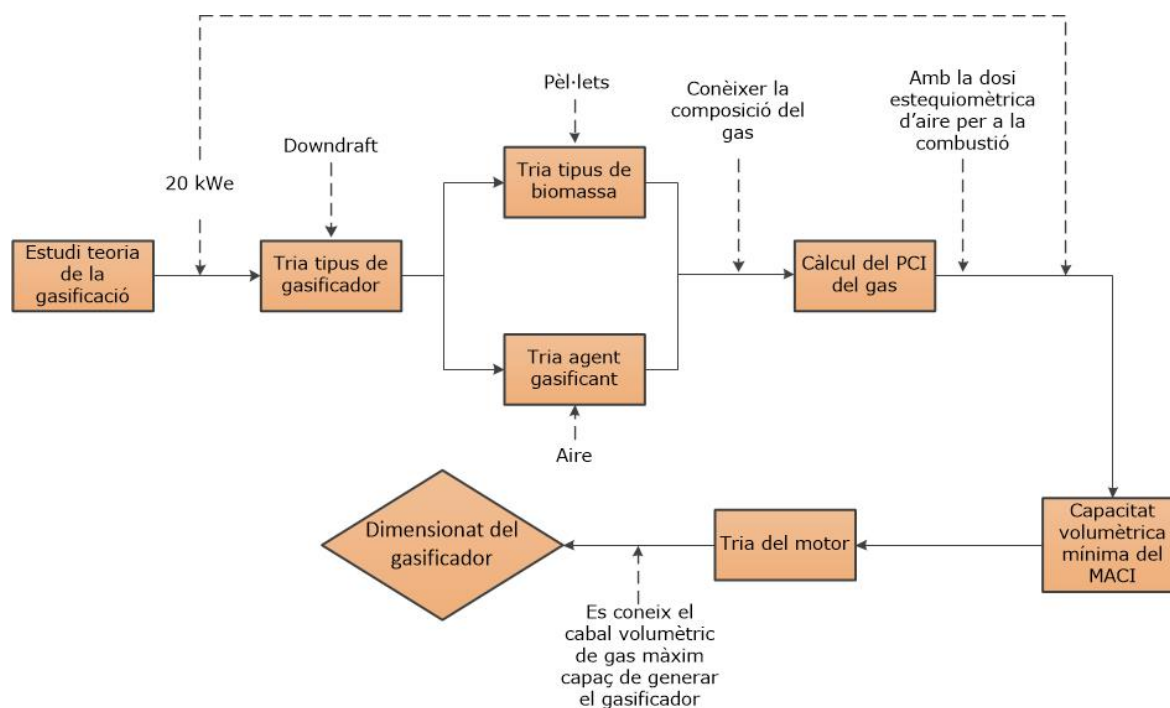 Pèl·lets
Conèixer la
composició del
gas
Amb la dosi
estequiomètrica
d'aire per a la
combustió
Downdraft
20 kWe
Tria tipus de
biomassa
Estudi teoria
de la
gasificació
Tria tipus de
gasificador
Càlcul del PCI
del gas
Tria agent
gasificant
Aire
Dimensionat del
gasificador
Tria del motor
Capacitat
volumètrica
mínima del
MACI
Es coneix el
cabal volumètric
de gas màxim
capaç de generar
el gasificador